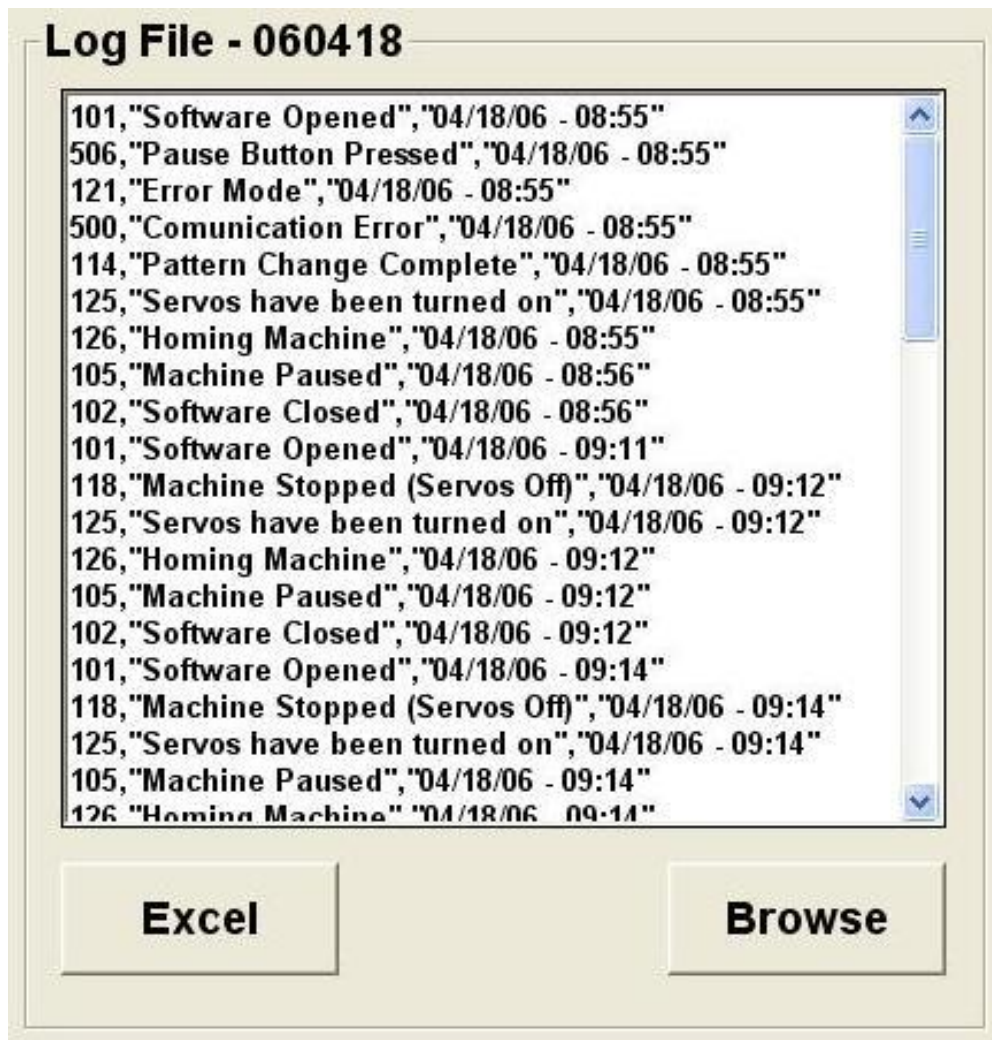 Log File - 060418
101,"Software Opened","04/18/06 - 08:55"
506,"Pause Button Pressed","04/18/06 - 08:55"
121,"Error Mode","04/18/06 - 08:55"
500,"Comunication Error","04/18/06 - 08:55"
114,"Pattern Change Complete","04/18/06 - 08:55"
125,"Servos have been turned on","04/18/06 - 08:55"
126,"Homing Machine","04/18/06 - 08:55"
105,"Machine Paused","04/18/06 - 08:56"
102,"Software Closed","04/18/06 - 08:56"
101,"Software Opened","04/18/06 - 09:11"
118,"Machine Stopped (Servos Off)","04/18/06 - 09:12"
125,"Servos have been turned on","04/18/06 - 09:12"
126,"Homing Machine","04/18/06 - 09:12"
105,"Machine Paused","04/18/06 - 09:12"
102,"Software Closed","04/18/06 - 09:12"
101,"Software Opened","04/18/06 - 09:14"
118,"Machine Stopped (Servos Off)","04/18/06 - 09:14"
125,"Servos have been turned on","04/18/06 - 09:14"
105,"Machine Paused","04/18/06 - 09:14"
126,"Homing Machine","04/18/06 - 09:14"
Excel Browse